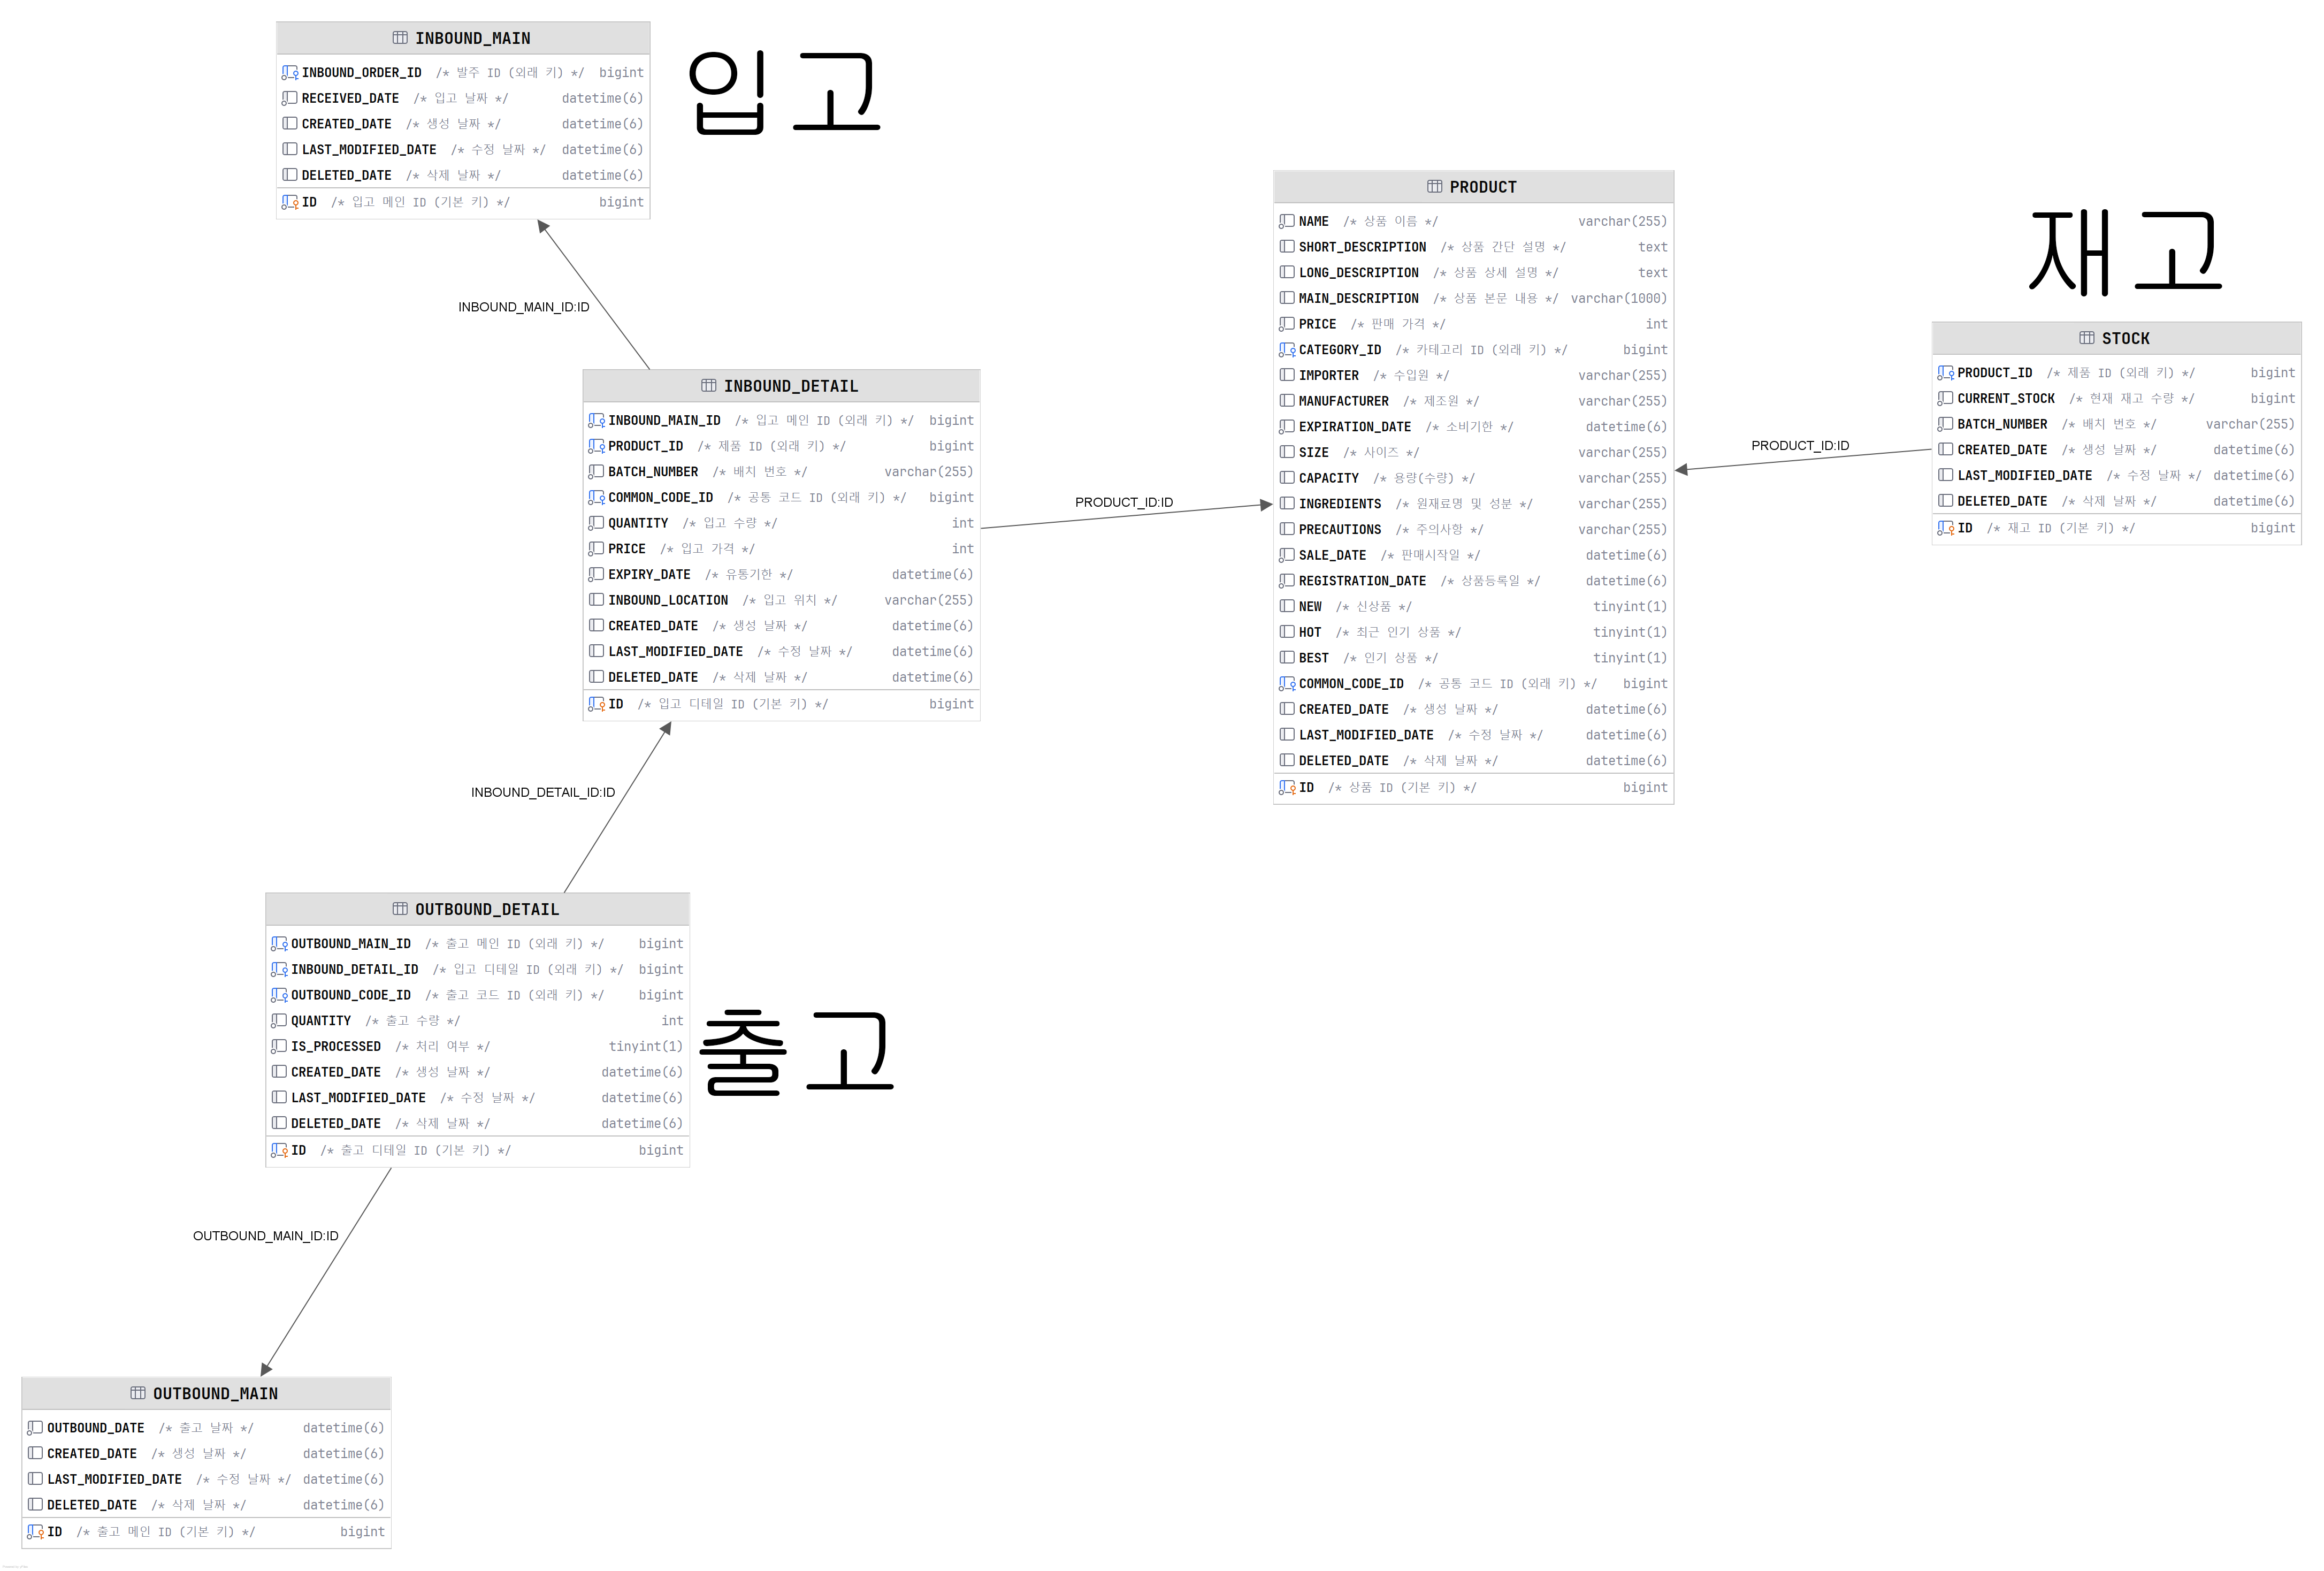 INBOUND_MAIN
INBOUND_ORDER_ID /* 발주 ID (외래 키) */ bigint
RECEIVED_DATE /* 입고 날짜 */ datetime(6)
CREATED_DATE /* 생성 날짜 */ datetime(6)
LAST_MODIFIED_DATE /* 수정 날짜 */ datetime(6)
DELETED_DATE /* 삭제 날짜 */ datetime(6)
ID /* 입고 메인 ID (기본 키) */ bigint
입고
INBOUND_MAIN_ID:ID
INBOUND_DETAIL
INBOUND_MAIN_ID /* 입고 메인 ID (외래 키) */ bigint
PRODUCT_ID /* 제품 ID (외래 키) */ bigint
BATCH_NUMBER /* 배치 번호 */ varchar(255)
COMMON_CODE_ID /* 공통 코드 ID (외래 키) */ bigint
QUANTITY /* 입고 수량 */ int
PRICE /* 입고 가격 */ int
EXPIRY_DATE /* 유통기한 */ datetime(6)
INBOUND_LOCATION /* 입고 위치 */ varchar(255)
CREATED_DATE /* 생성 날짜 */ datetime(6)
LAST_MODIFIED_DATE /* 수정 날짜 */ datetime(6)
DELETED_DATE /* 삭제 날짜 */ datetime(6)
ID /* 입고 디테일 ID (기본 키) */ bigint
PRODUCT_ID:ID
PRODUCT
NAME /* 상품 이름 */ varchar(255)
SHORT_DESCRIPTION /* 상품 간단 설명 */ text
LONG_DESCRIPTION /* 상품 상세 설명 */ text
MAIN_DESCRIPTION /* 상품 본문 내용 */ varchar(1000)
PRICE /* 판매 가격 */ int
CATEGORY_ID /* 카테고리 ID (외래 키) */ bigint
IMPORTER /* 수입원 */ varchar(255)
MANUFACTURER /* 제조원 */ varchar(255)
EXPIRATION_DATE /* 소비기한 */ datetime(6)
SIZE /* 사이즈 */ varchar(255)
CAPACITY /* 용량(수량) */ varchar(255)
INGREDIENTS /* 원재료명 및 성분 */ varchar(255)
PRECAUTIONS /* 주의사항 */ varchar(255)
SALE_DATE /* 판매시작일 */ datetime(6)
REGISTRATION_DATE /* 상품등록일 */ datetime(6)
NEW /* 신상품 */ tinyint(1)
HOT /* 최근 인기 상품 */ tinyint(1)
BEST /* 인기 상품 */ tinyint(1)
COMMON_CODE_ID /* 공통 코드 ID (외래 키) */ bigint
CREATED_DATE /* 생성 날짜 */ datetime(6)
LAST_MODIFIED_DATE /* 수정 날짜 */ datetime(6)
DELETED_DATE /* 삭제 날짜 */ datetime(6)
ID /* 상품 ID (기본 키) */ bigint
재고
PRODUCT_ID:ID
STOCK
PRODUCT_ID /* 제품 ID (외래 키) */ bigint
CURRENT_STOCK /* 현재 재고 수량 */ bigint
BATCH_NUMBER /* 배치 번호 */ varchar(255)
CREATED_DATE /* 생성 날짜 */ datetime(6)
LAST_MODIFIED_DATE /* 수정 날짜 */ datetime(6)
DELETED_DATE /* 삭제 날짜 */ datetime(6)
ID /* 재고 ID (기본 키) */ bigint
INBOUND_DETAIL_ID:ID
OUTBOUND_DETAIL
OUTBOUND_MAIN_ID /* 출고 메인 ID (외래 키) */ bigint
INBOUND_DETAIL_ID /* 입고 디테일 ID (외래 키) */ bigint
OUTBOUND_CODE_ID /* 출고 코드 ID (외래 키) */ bigint
QUANTITY /* 출고 수량 */ int
IS_PROCESSED /* 처리 여부 */ tinyint(1)
CREATED_DATE /* 생성 날짜 */ datetime(6)
LAST_MODIFIED_DATE /* 수정 날짜 */ datetime(6)
DELETED_DATE /* 삭제 날짜 */ datetime(6)
ID /* 출고 디테일 ID (기본 키) */ bigint
출고
OUTBOUND_MAIN_ID:ID
OUTBOUND_MAIN
OUTBOUND_DATE /* 출고 날짜 */ datetime(6)
CREATED_DATE /* 생성 날짜 */ datetime(6)
LAST_MODIFIED_DATE /* 수정 날짜 */ datetime(6)
DELETED_DATE /* 삭제 날짜 */ datetime(6)
ID /* 출고 메인 ID (기본 키) */ bigint